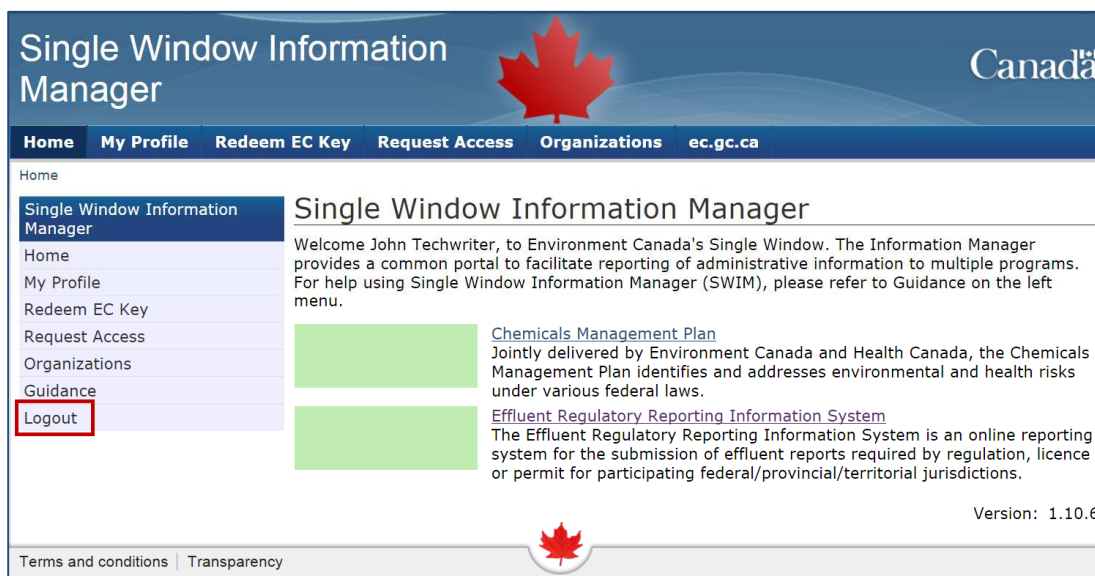 Single Window Information
Manager
Canada
Home My Profile Redeem EC Key Request Access Organizations ec.gc.ca
Home
Single Window Information
Manager
Home
My Profile
Redeem EC Key
Request Access
Organizations
Guidance
Logout
Single Window Information Manager
Welcome John Techwriter, to Environment Canada's Single Window. The Information Manager
provides a common portal to facilitate reporting of administrative information to multiple programs.
For help using Single Window Information Manager (SWIM), please refer to Guidance on the left
menu.
Chemicals Management Plan
Jointly delivered by Environment Canada and Health Canada, the Chemicals
Management Plan identifies and addresses environmental and health risks
under various federal laws.
Effluent Regulatory Reporting Information System
The Effluent Regulatory Reporting Information System is an online reporting
system for the submission of effluent reports required by regulation, licence
or permit for participating federal/provincial/territorial jurisdictions.
Version: 1.10.6
Terms and conditions | Transparency